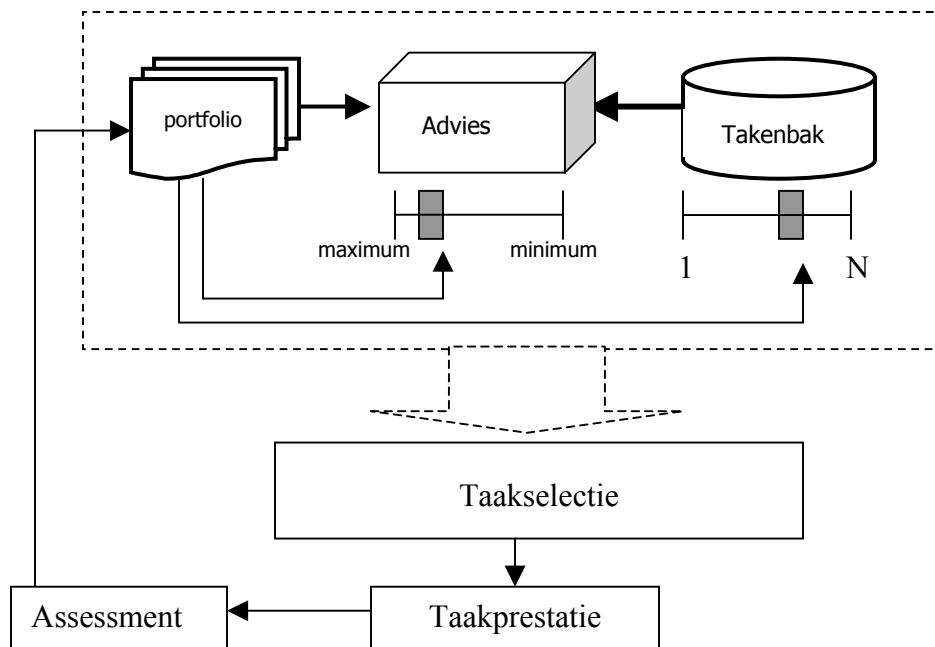 portfolio
Advies
Takenbak
maximum
minimum
1
N
Taakselectie
Taakprestatie
Assessment